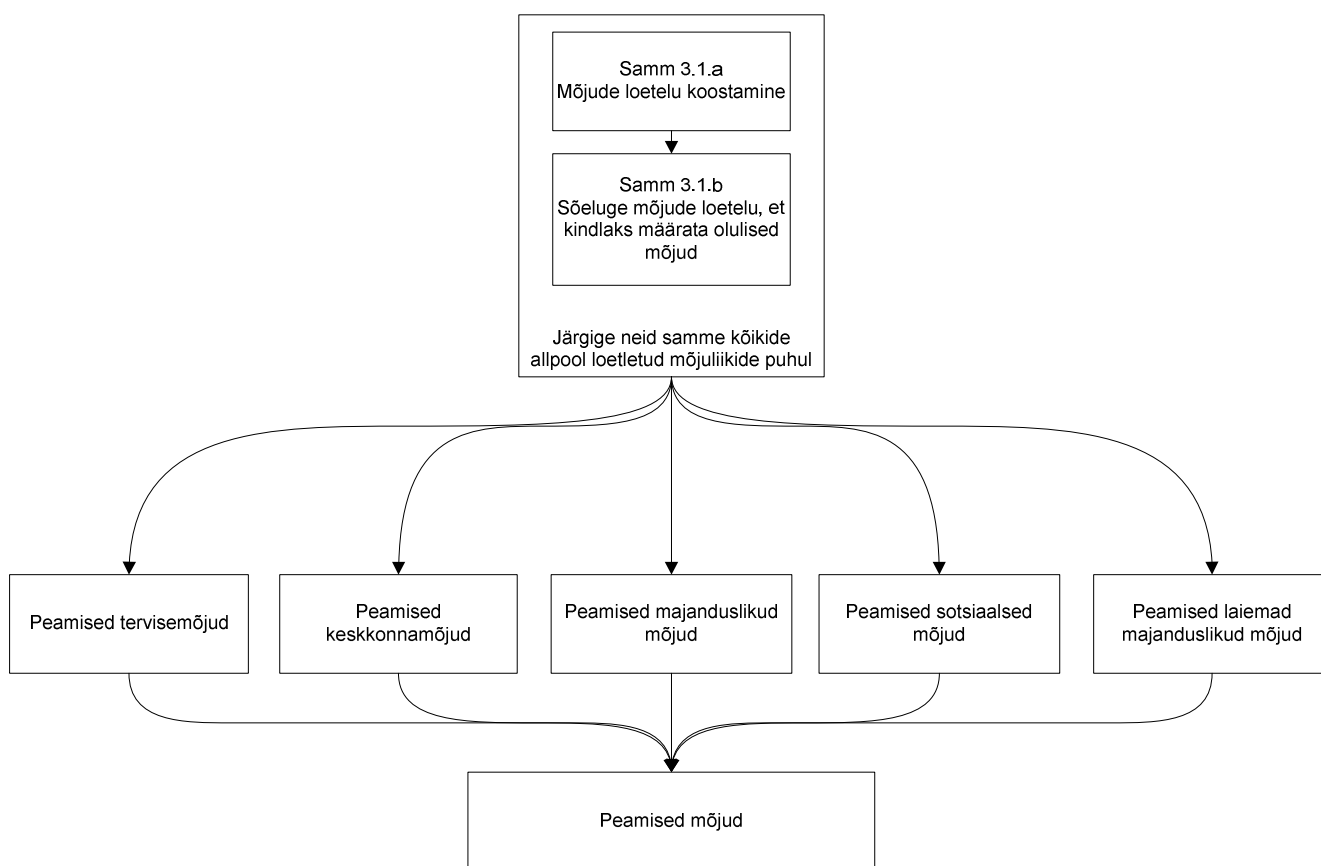 Samm 3.1.a
Mõjude loetelu koostamine
Samm 3.1.b
Sõeluge mõjude loetelu, et
kindlaks määrata olulised
mõjud
Järgige neid samme kõikide
allpool loetletud mõjuliikide puhul
Peamised tervisemõjud
Peamised
keskkonnamõjud
Peamised majanduslikud
mõjud
Peamised sotsiaalsed
mõjud
Peamised laiemad
majanduslikud mõjud
Peamised mõjud